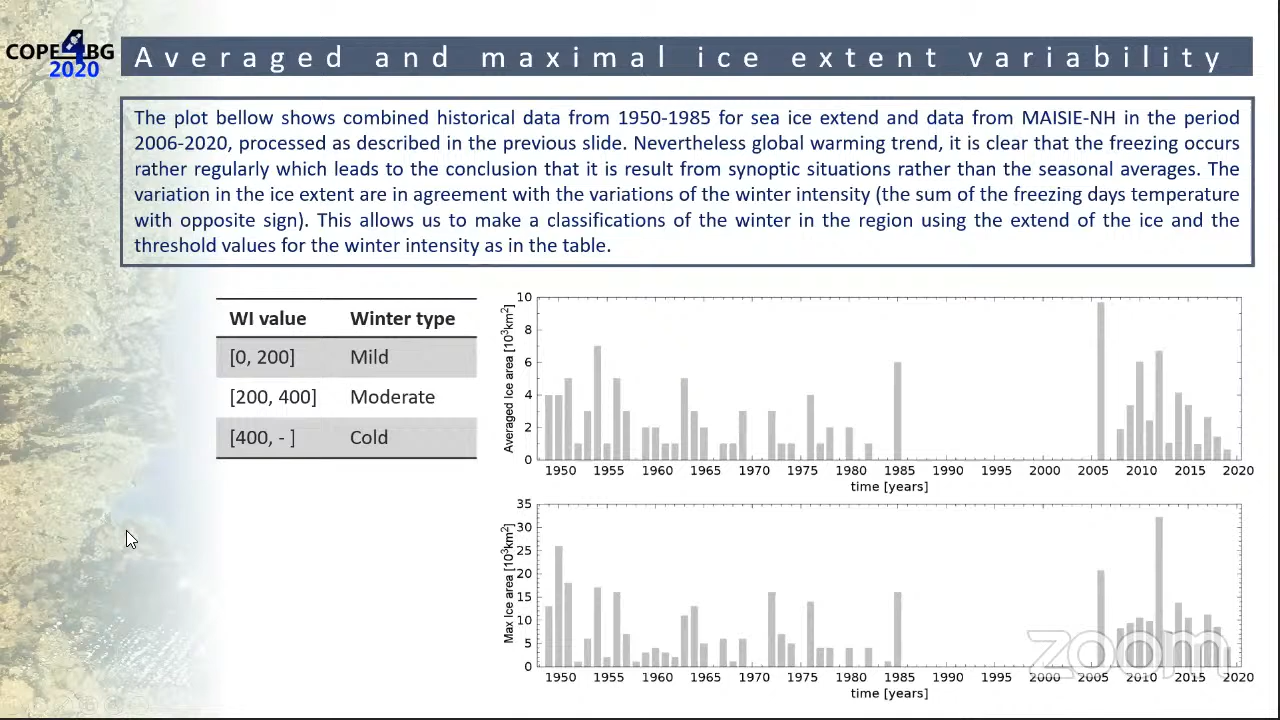 COPE4BG
2020
Averaged and maximal ice extent variability
The plot bellow shows combined historical data from 1950-1985 for sea ice extend and data from MAISIE-NH in the period
2006-2020, processed as described in the previous slide. Nevertheless global warming trend, it is clear that the freezing occurs
rather regularly which leads to the conclusion that it is result from synoptic situations rather than the seasonal averages. The
variation in the ice extent are in agreement with the variations of the winter intensity (the sum of the freezing days temperature
with opposite sign). This allows us to make a classifications of the winter in the region using the extend of the ice and the
threshold values for the winter intensity as in the table.
WI value Winter type
[0, 200] Mild
[200, 400] Moderate
[400, - ] Cold
Averaged Ice area [10³km²]
10
8
6
4
2
0
1950 1955 1960 1965 1970 1975 1980 1985 1990 1995 2000 2005 2010 2015 2020
time [years]
Max Ice area [10³km²]
35
30
25
20
15
10
5
0
1950 1955 1960 1965 1970 1975 1980 1985 1990 1995 2000 2005 2010 2015 2020
time [years]
zoom